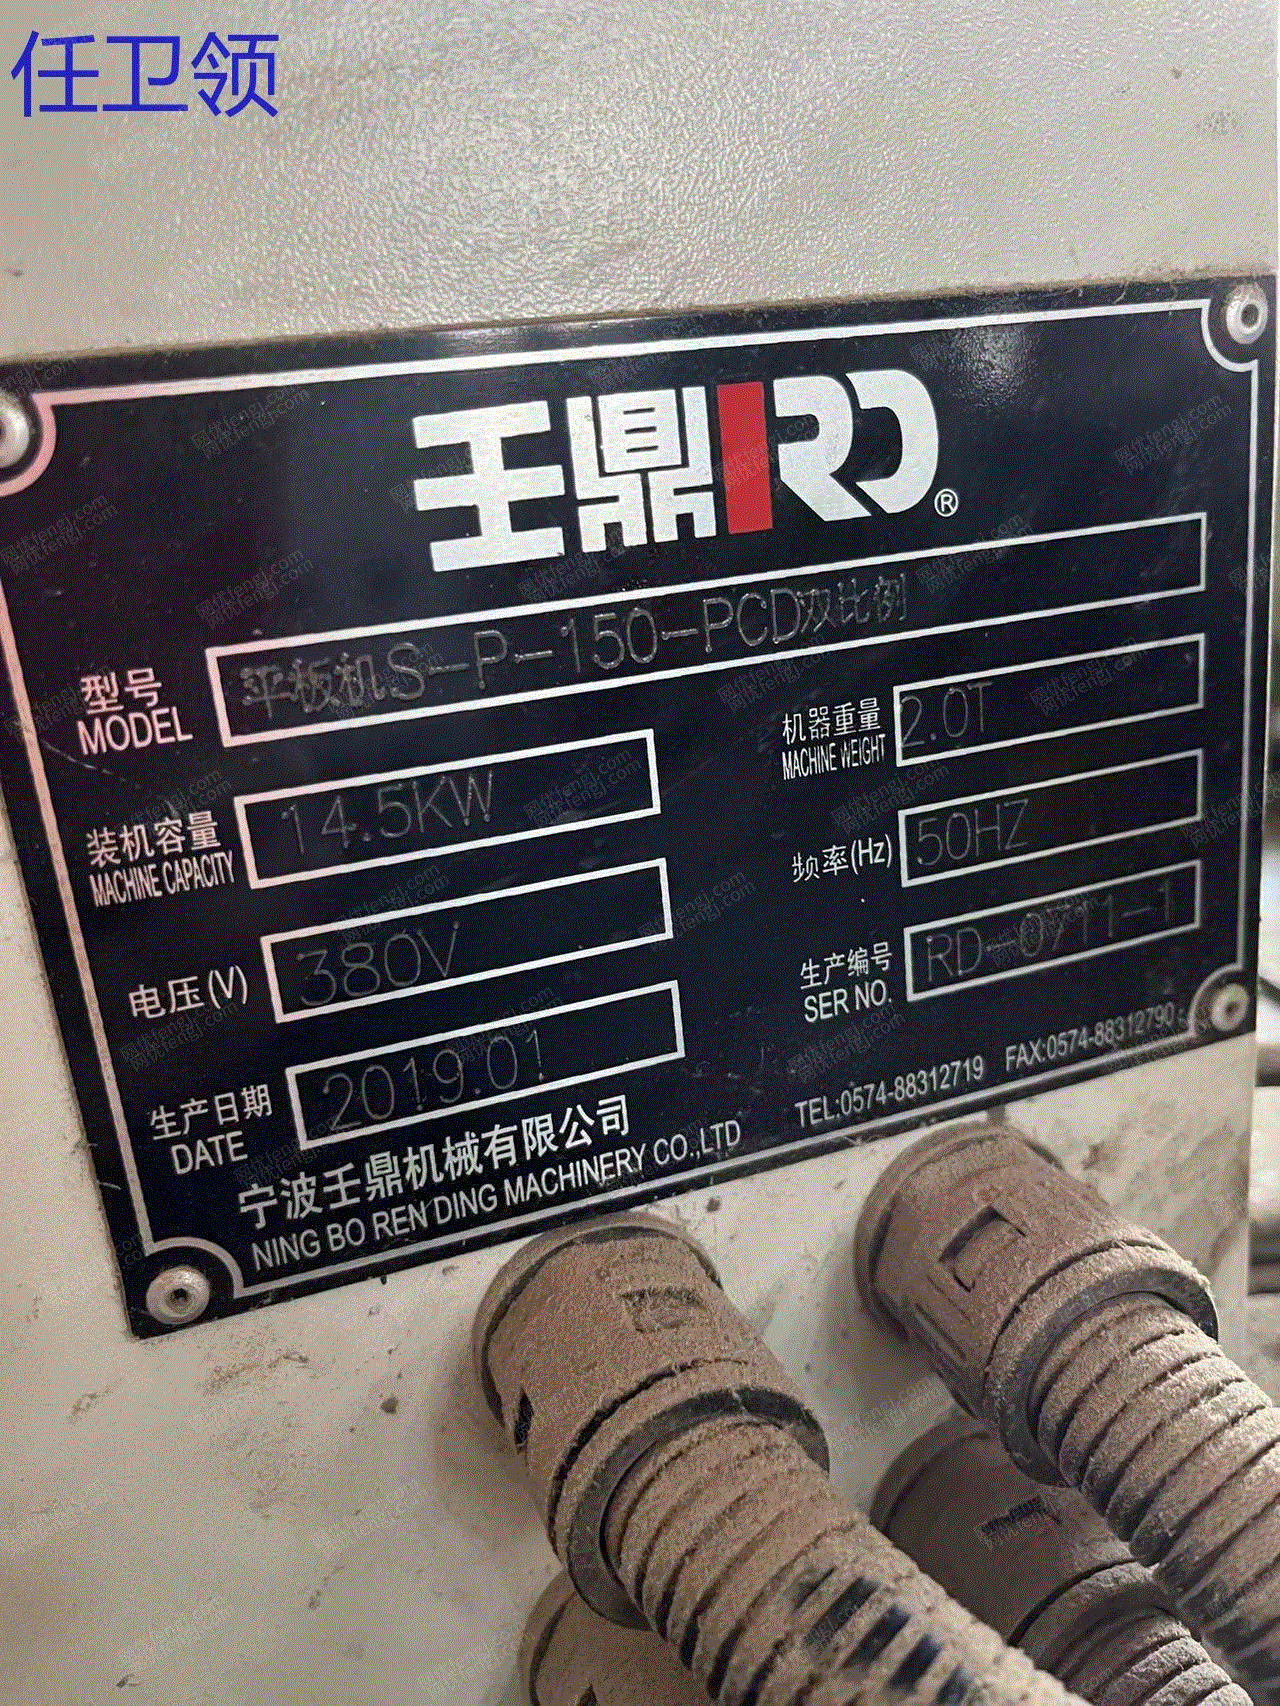 任卫领
壬鼎RD®
型号 平板机S-P-150-PCD双比例
MODEL
机器重量 2.0T
MACHINE WEIGHT
装机容量 14.5KW
MACHINE CAPACITY
频率(Hz) 50HZ
电压(V) 380V
生产编号 RD-0711-1
SER NO.
生产日期 2019.01
DATE
宁波壬鼎机械有限公司
NING BO REN DING MACHINERY CO.,LTD
TEL:0574-88312719 FAX:0574-88312790